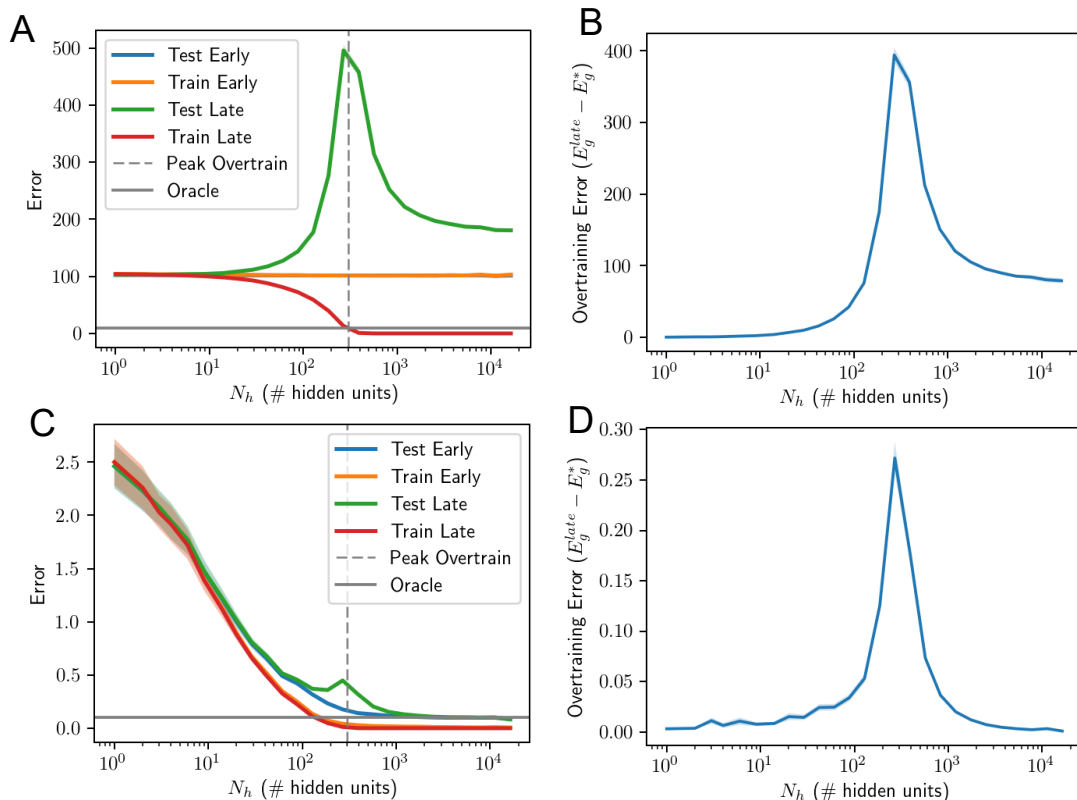 A
500
400
300
200
100
0
Error
Test Early
Train Early
Test Late
Train Late
Peak Overtrain
Oracle
10^0
10^1
10^2
10^3
10^4
N_h (# hidden units)
B
400
300
200
100
0
Overtraining Error (E_g^{late} − E_g^*)
10^0
10^1
10^2
10^3
10^4
N_h (# hidden units)
C
2.5
2.0
1.5
1.0
0.5
0.0
Error
Test Early
Train Early
Test Late
Train Late
Peak Overtrain
Oracle
10^0
10^1
10^2
10^3
10^4
N_h (# hidden units)
D
0.30
0.25
0.20
0.15
0.10
0.05
0.00
Overtraining Error (E_g^{late} − E_g^*)
10^0
10^1
10^2
10^3
10^4
N_h (# hidden units)